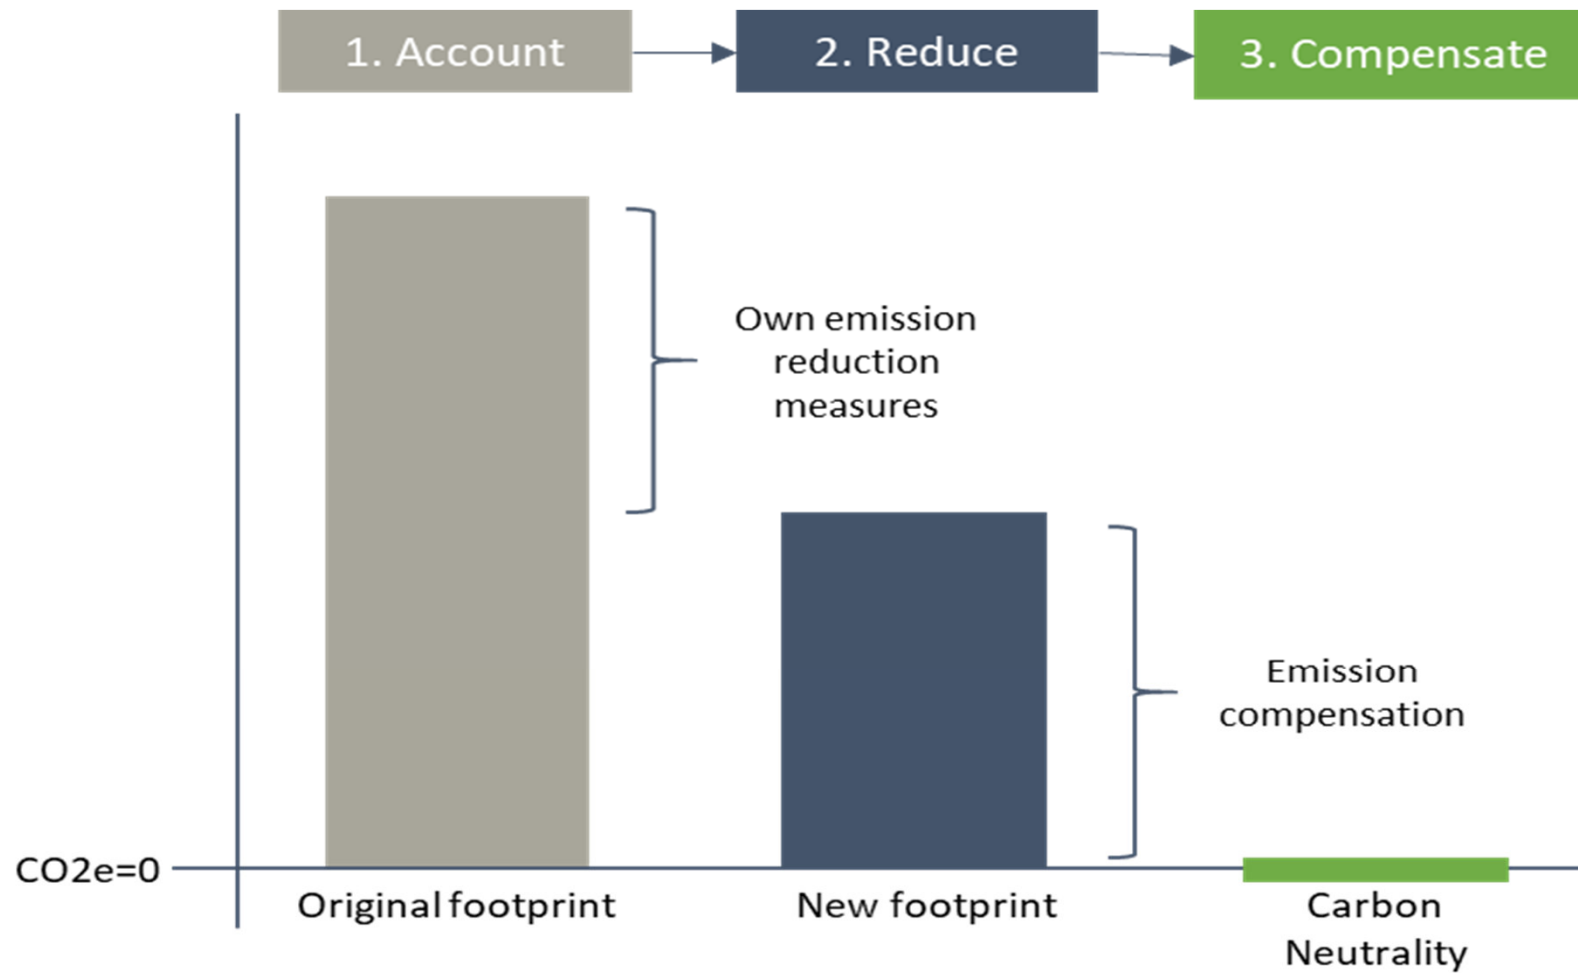 1. Account
2. Reduce
3. Compensate
Own emission
reduction
measures
Emission
compensation
CO2e=0
Original footprint
New footprint
Carbon
Neutrality